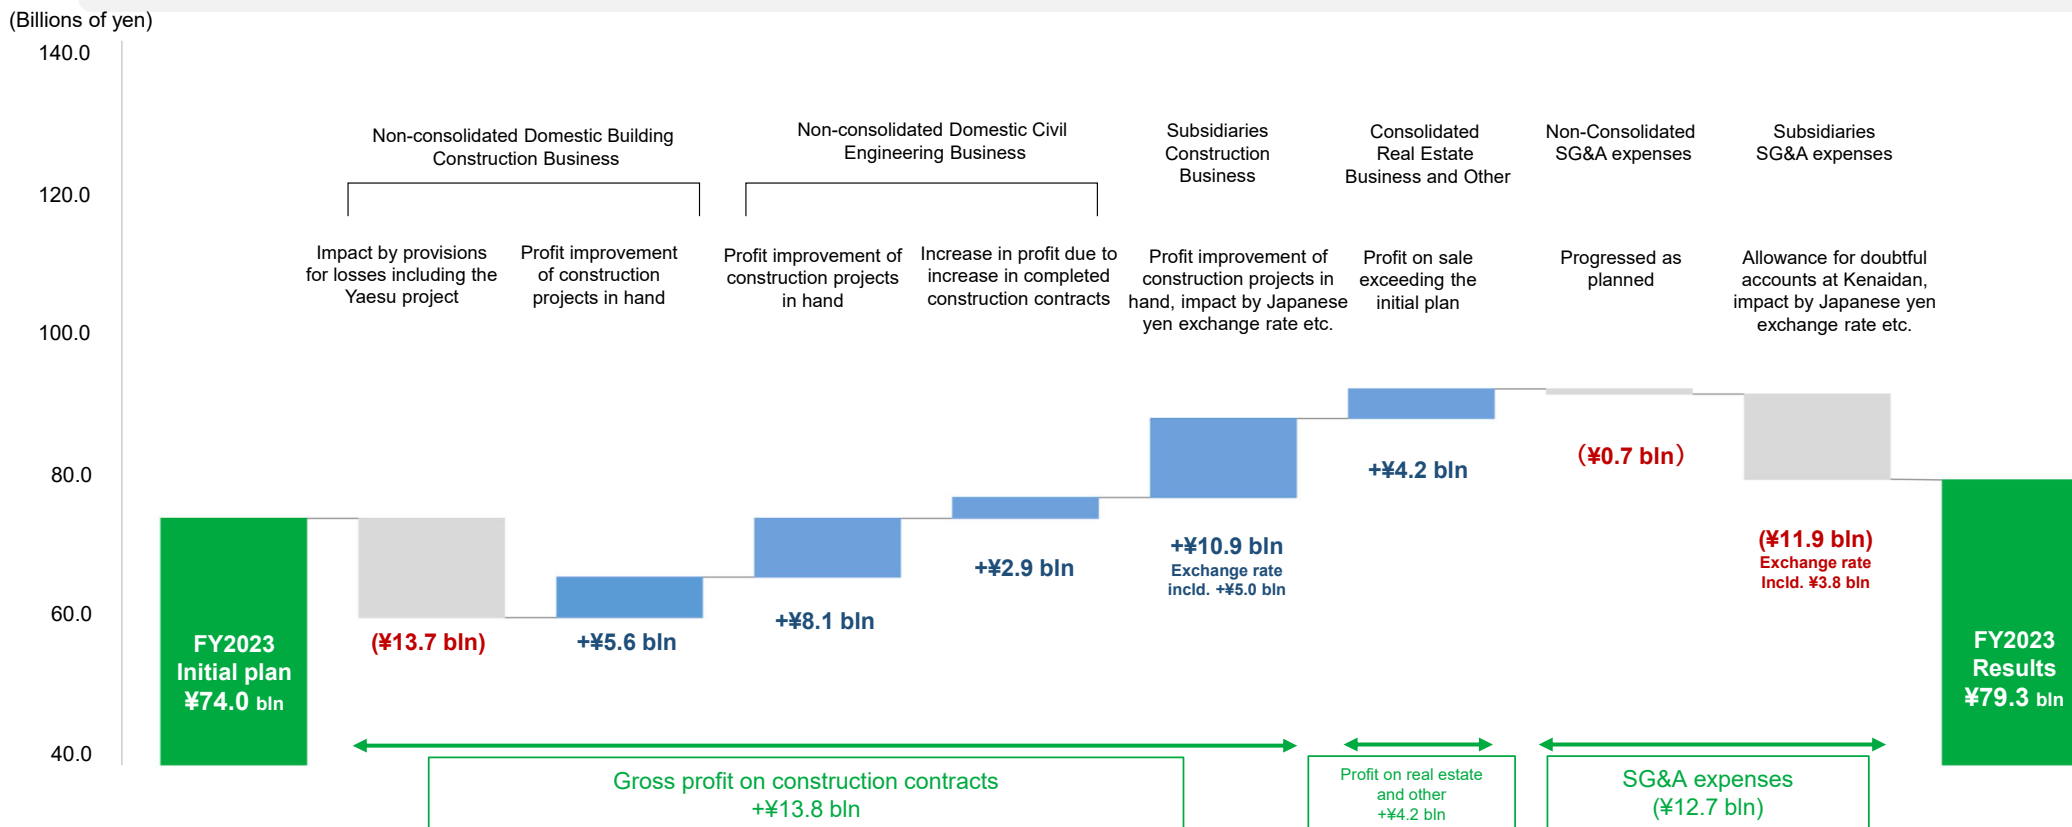 (Billions of yen)
140.0
120.0
100.0
80.0
60.0
40.0
Non-consolidated Domestic Building
Construction Business
Non-consolidated Domestic Civil
Engineering Business
Subsidiaries
Construction
Business
Consolidated
Real Estate
Business and Other
Non-Consolidated
SG&A expenses
Subsidiaries
SG&A expenses
Impact by provisions
for losses including the
Yaesu project
Profit improvement
of construction
projects in hand
Profit improvement of
construction projects
in hand
Increase in profit due to
increase in completed
construction contracts
Profit improvement of
construction projects in
hand, impact by Japanese
yen exchange rate etc.
Profit on sale
exceeding the
initial plan
Progressed as
planned
Allowance for doubtful
accounts at Kenaidan,
impact by Japanese yen
exchange rate etc.
FY2023
Initial plan
¥74.0 bln
(¥13.7 bln)
+¥5.6 bln
+¥8.1 bln
+¥2.9 bln
+¥10.9 bln
Exchange rate
incld. +¥5.0 bln
+¥4.2 bln
（¥0.7 bln）
(¥11.9 bln)
Exchange rate
Incld. ¥3.8 bln
FY2023
Results
¥79.3 bln
Gross profit on construction contracts
+¥13.8 bln
Profit on real estate
and other
+¥4.2 bln
SG&A expenses
(¥12.7 bln)